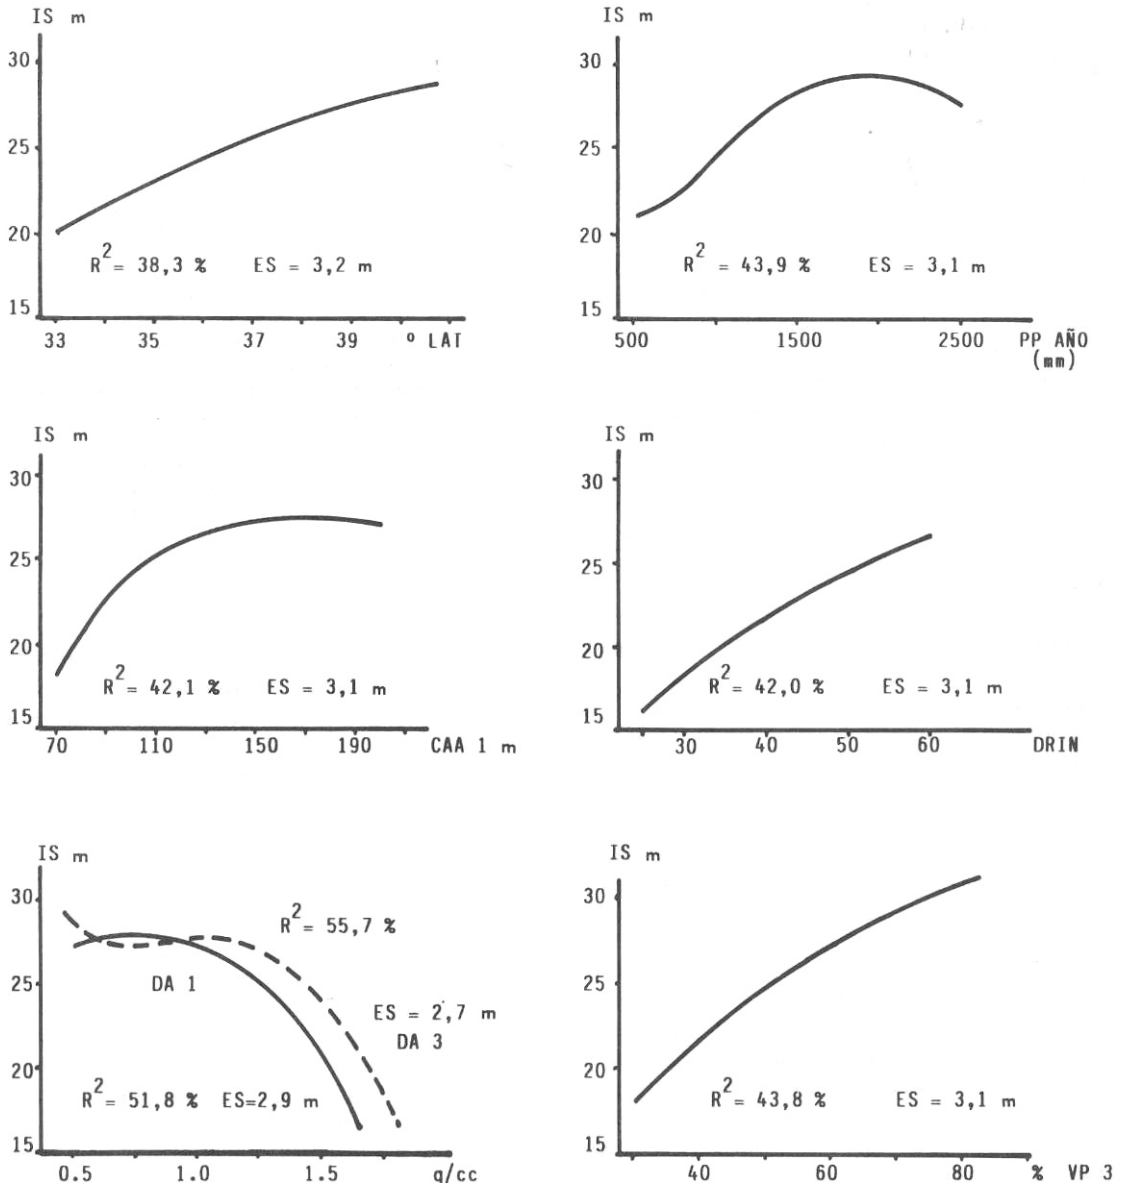 IS m
30
25
20
15
R² = 38,3 % ES = 3,2 m
33 35 37 39 º LAT
IS m
30
25
20
15
R² = 43,9 % ES = 3,1 m
500 1500 2500 PP AÑO
(mm)
IS m
30
25
20
15
R² = 42,1 % ES = 3,1 m
70 110 150 190 CAA 1 m
IS m
30
25
20
15
R² = 42,0 % ES = 3,1 m
30 40 50 60 DRIN
IS m
30
25
20
15
R² = 55,7 %
DA 1
ES = 2,7 m
DA 3
R² = 51,8 % ES=2,9 m
0.5 1.0 1.5 g/cc
IS m
30
25
20
15
R² = 43,8 % ES = 3,1 m
40 60 80 % VP 3